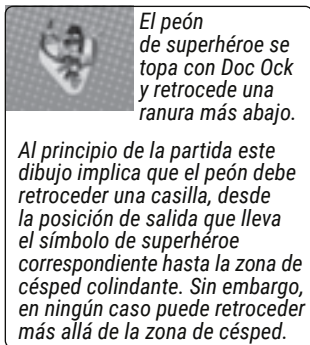 El peón
de superhéroe se
topa con Doc Ock
y retrocede una
ranura más abajo.
Al principio de la partida este
dibujo implica que el peón debe
retroceder una casilla, desde
la posición de salida que lleva
el símbolo de superhéroe
correspondiente hasta la zona de
césped colindante. Sin embargo,
en ningún caso puede retroceder
más allá de la zona de césped.